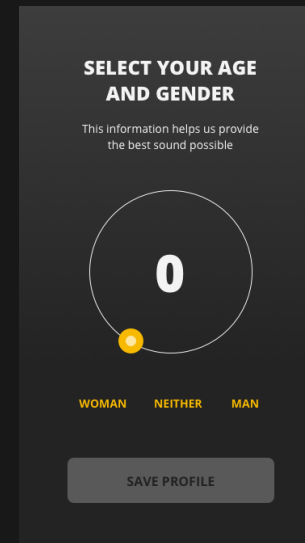 SELECT YOUR AGE
AND GENDER
This information helps us provide
the best sound possible
0
WOMAN NEITHER MAN
SAVE PROFILE